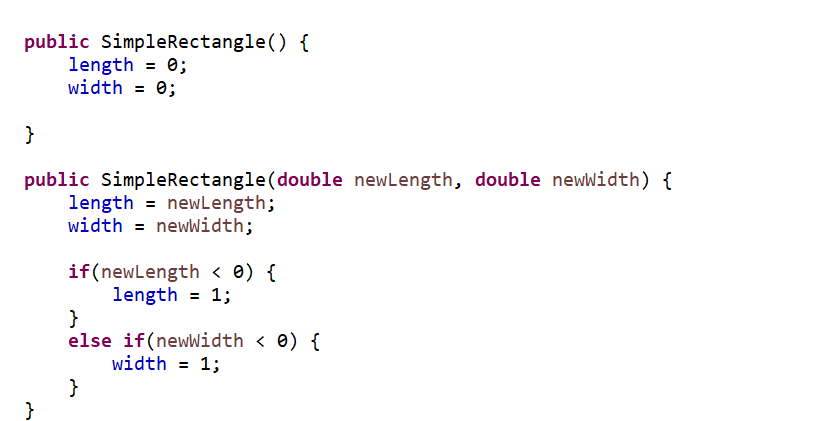 public SimpleRectangle() {
    length = 0;
    width = 0;

}

public SimpleRectangle(double newLength, double newWidth) {
    length = newLength;
    width = newWidth;

    if(newLength < 0) {
        length = 1;
    }
    else if(newWidth < 0) {
        width = 1;
    }
}